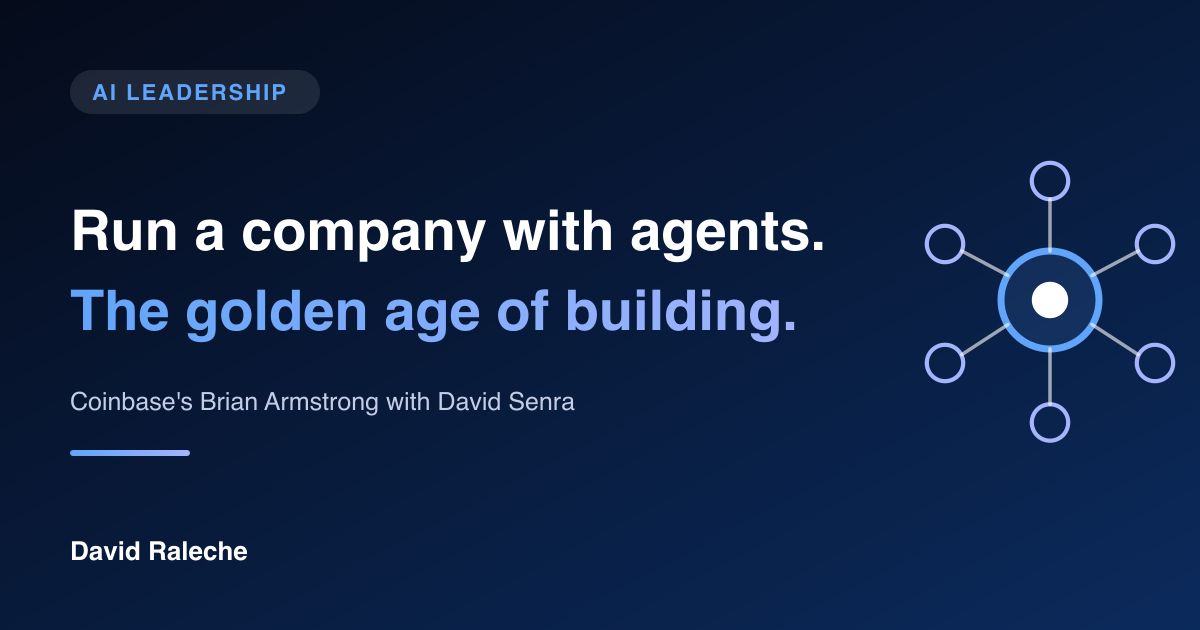 AI LEADERSHIP
Run a company with agents.
The golden age of building.
Coinbase's Brian Armstrong with David Senra
David Raleche